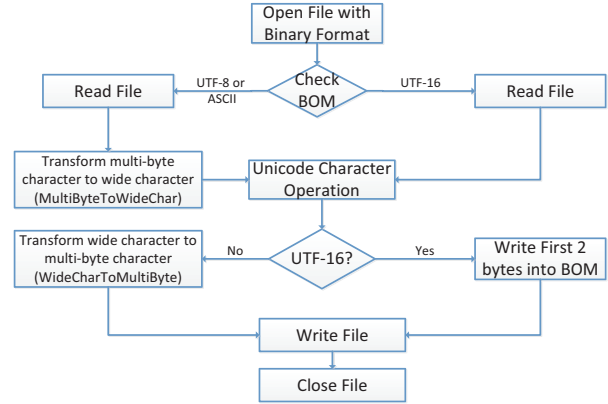 Open File with
Binary Format
Check
BOM
UTF-8 or
ASCII
UTF-16
Read File
Read File
Transform multi-byte
character to wide character
(MultiByteToWideChar)
Unicode Character
Operation
Transform wide character to
multi-byte character
(WideCharToMultiByte)
No
UTF-16?
Yes
Write First 2
bytes into BOM
Write File
Close File